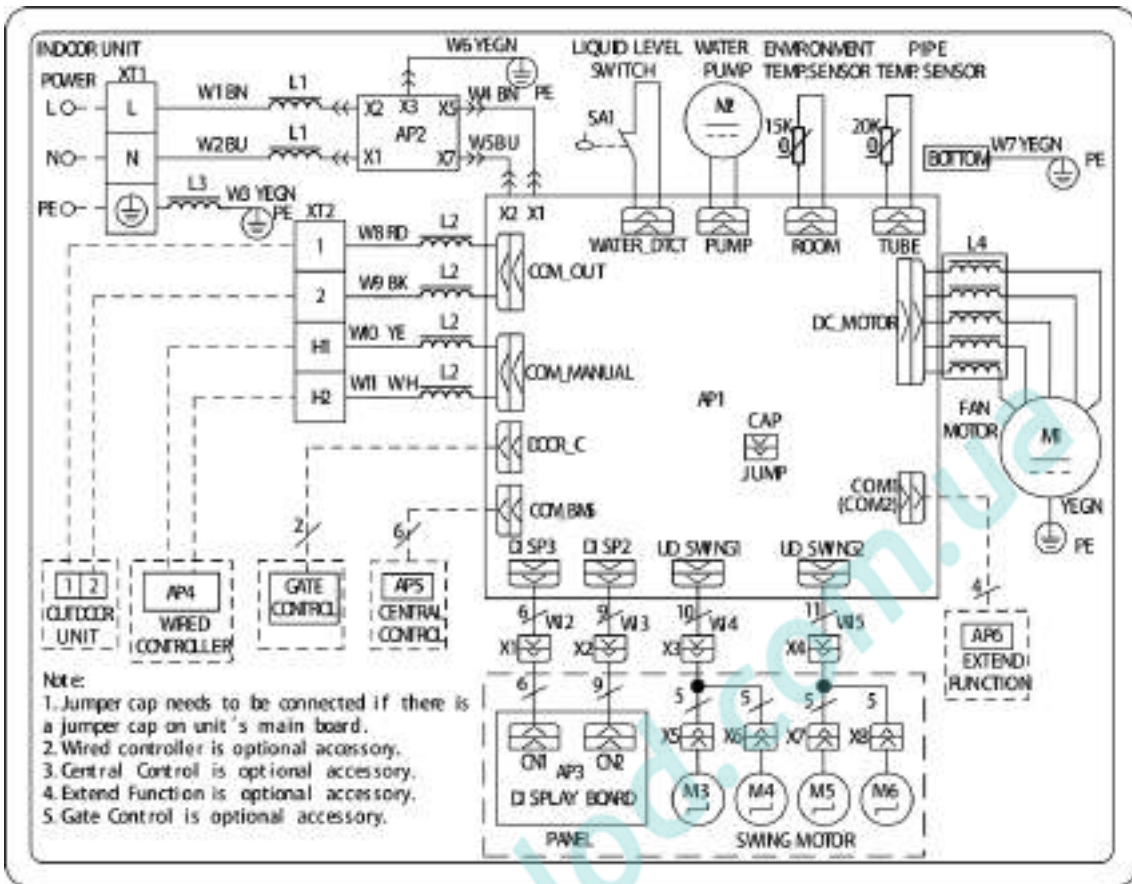 INDOOR UNIT
POWER
XT1
L
L
N
N
PE
W1 BN
L1
W2 BU
L1
L3
W3 YEGN
PE
X2
X3
X5
AP2
X1
X7
W6 YEGN
PE
W4 BN
W5 BU
X2
X1
LIQUID LEVEL
SWITCH
SA1
WATER
PUMP
M2
ENVIRONMENT
TEMP.SENSOR
15K
θ
PIPE
TEMP. SENSOR
20K
θ
BOTTOM
W7 YEGN
PE
WATER_DTCT
PUMP
ROOM
TUBE
XT2
1
2
H1
H2
W8 RD
L2
W9 BK
L2
W10 YE
L2
W11 WH
L2
COM_OUT
COM_MANUAL
DOOR_C
COM_BMS
AP1
CAP
JUMP
DC_MOTOR
L4
FAN
MOTOR
M1
YEGN
PE
COM1
(COM2)
DISP3
DISP2
UD_SWING1
UD_SWING2
2
6
4
1 2
OUTDOOR
UNIT
AP4
WIRED
CONTROLLER
GATE
CONTROL
AP5
CENTRAL
CONTROL
AP6
EXTEND
FUNCTION
6
W12
9
W13
10
W14
11
W15
X1
X2
X3
X4
6
9
5
5
5
5
X5
X6
X7
X8
CN1
AP3
CN2
DISPLAY BOARD
PANEL
M3
M4
M5
M6
SWING MOTOR
Note:
1. Jumper cap needs to be connected if there is
a jumper cap on unit's main board.
2. Wired controller is optional accessory.
3. Central Control is optional accessory.
4. Extend Function is optional accessory.
5. Gate Control is optional accessory.
lod.com.ua